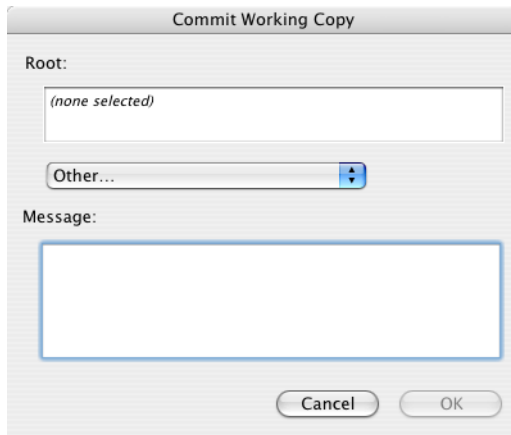 Commit Working Copy
Root:
(none selected)
Other...
Message:
Cancel OK